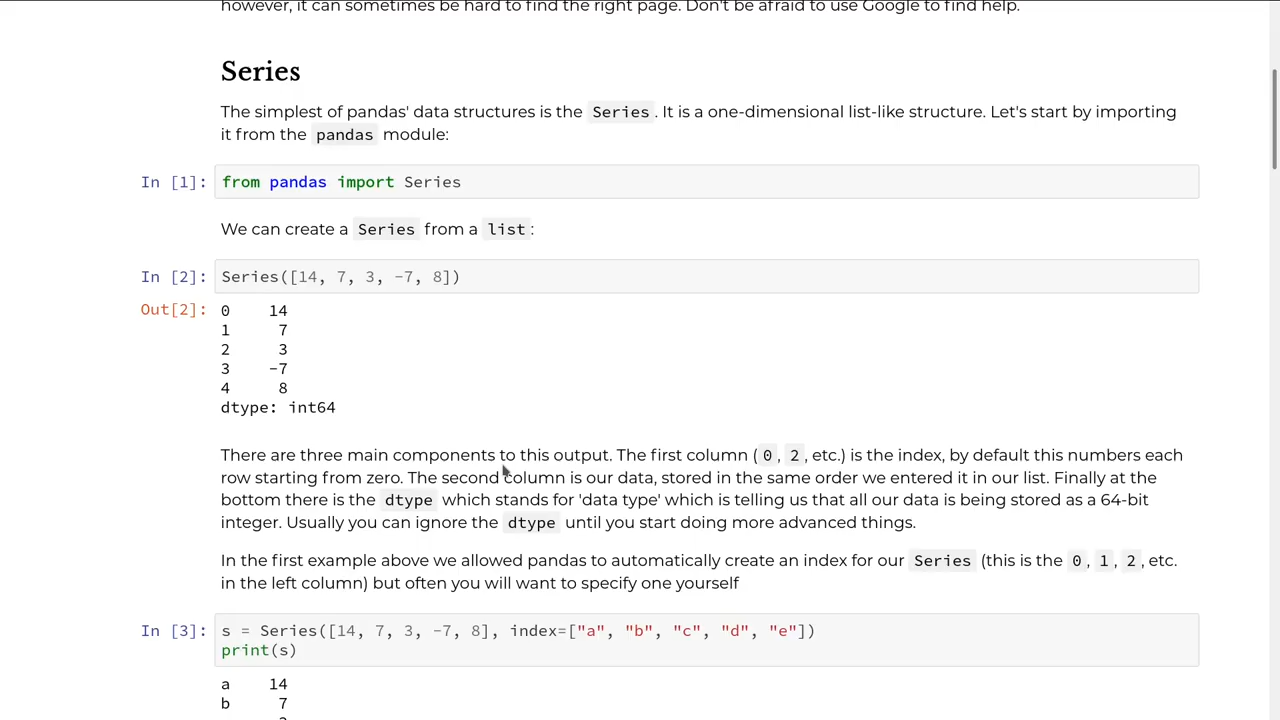 however, it can sometimes be hard to find the right page. Don't be afraid to use Google to find help.
Series
The simplest of pandas' data structures is the Series. It is a one-dimensional list-like structure. Let's start by importing
it from the pandas module:
In [1]: from pandas import Series
We can create a Series from a list:
In [2]: Series([14, 7, 3, -7, 8])
Out[2]: 0 14
1 7
2 3
3 -7
4 8
dtype: int64
There are three main components to this output. The first column (0, 2, etc.) is the index, by default this numbers each
row starting from zero. The second column is our data, stored in the same order we entered it in our list. Finally at the
bottom there is the dtype which stands for 'data type' which is telling us that all our data is being stored as a 64-bit
integer. Usually you can ignore the dtype until you start doing more advanced things.
In the first example above we allowed pandas to automatically create an index for our Series (this is the 0, 1, 2, etc.
in the left column) but often you will want to specify one yourself
In [3]: s = Series([14, 7, 3, -7, 8], index=["a", "b", "c", "d", "e"])
print(s)
a 14
b 7